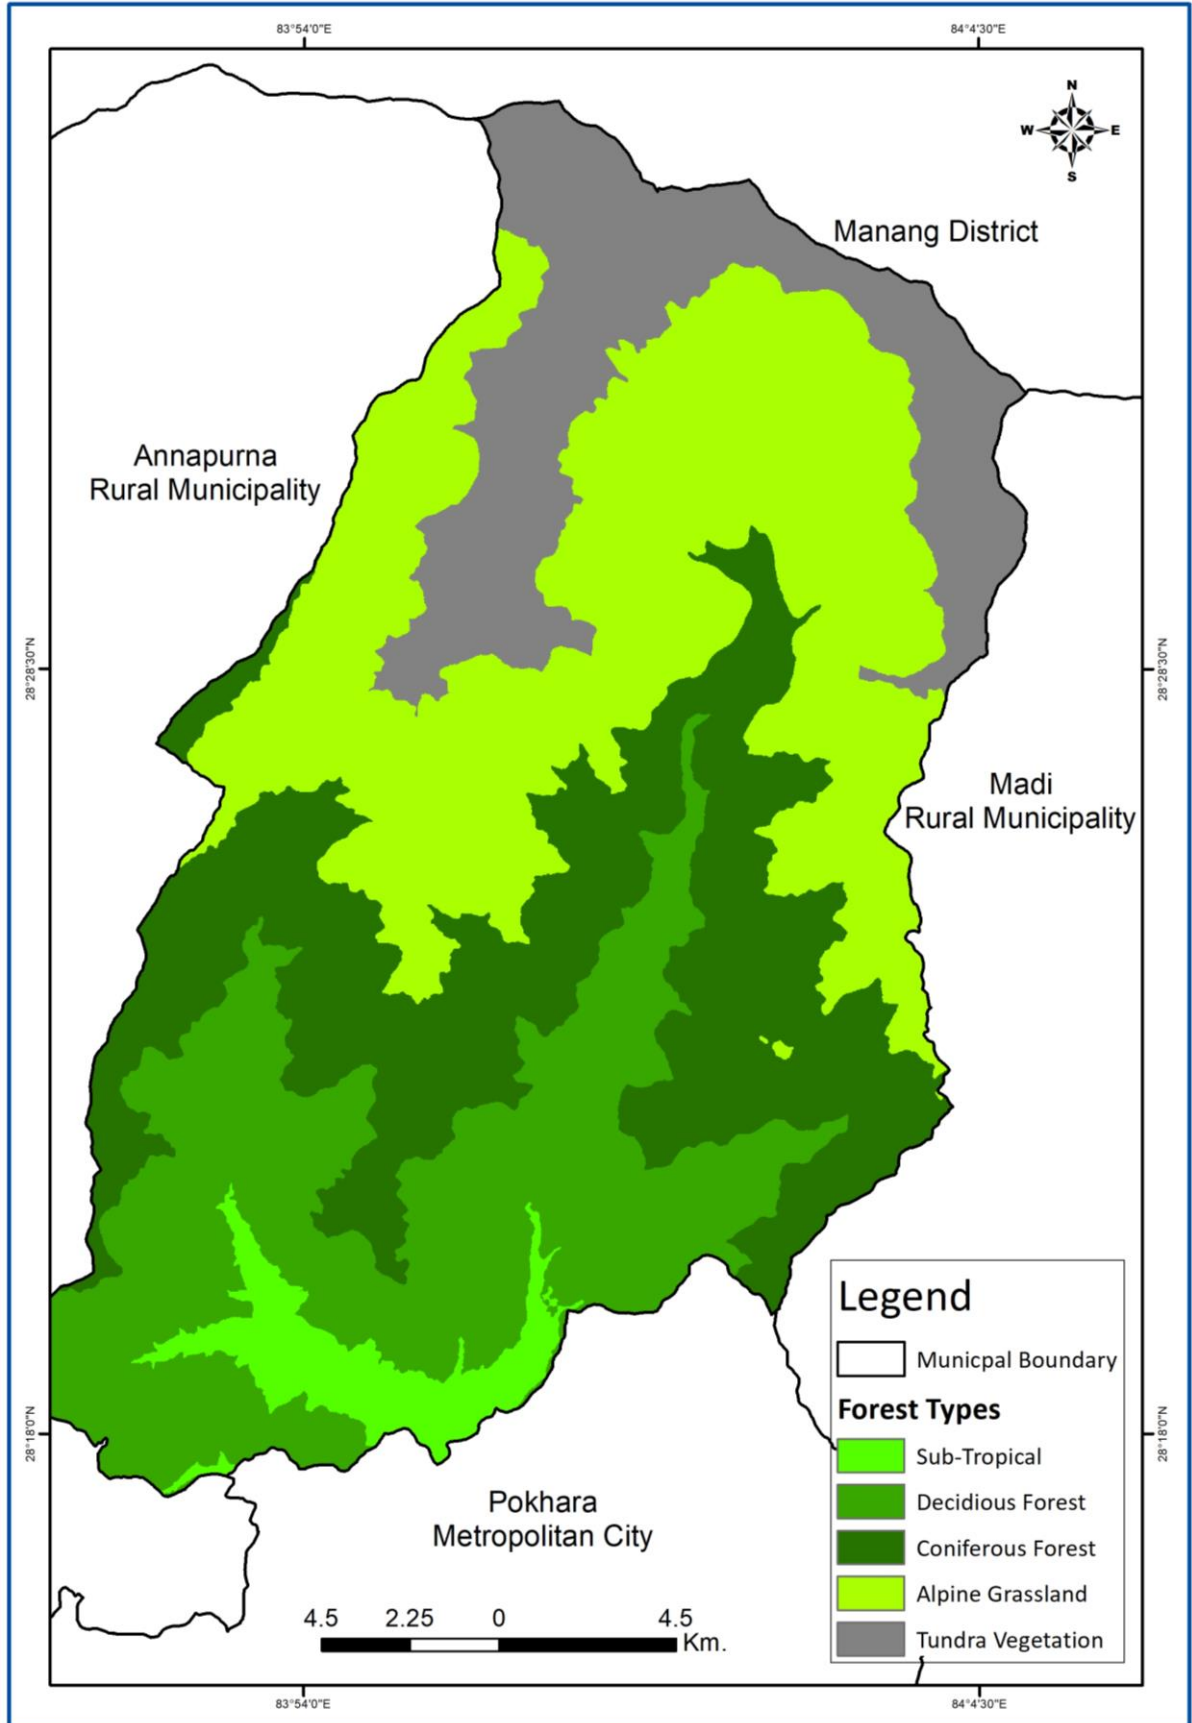 83°54'0"E
84°4'30"E
N
W
E
S
Manang District
Annapurna
Rural Municipality
28°28'30"N
28°28'30"N
Madi
Rural Municipality
Legend
Municpal Boundary
Forest Types
Sub-Tropical
Decidious Forest
Coniferous Forest
Alpine Grassland
Tundra Vegetation
28°18'0"N
28°18'0"N
Pokhara
Metropolitan City
4.5 2.25 0 4.5
Km.
83°54'0"E
84°4'30"E